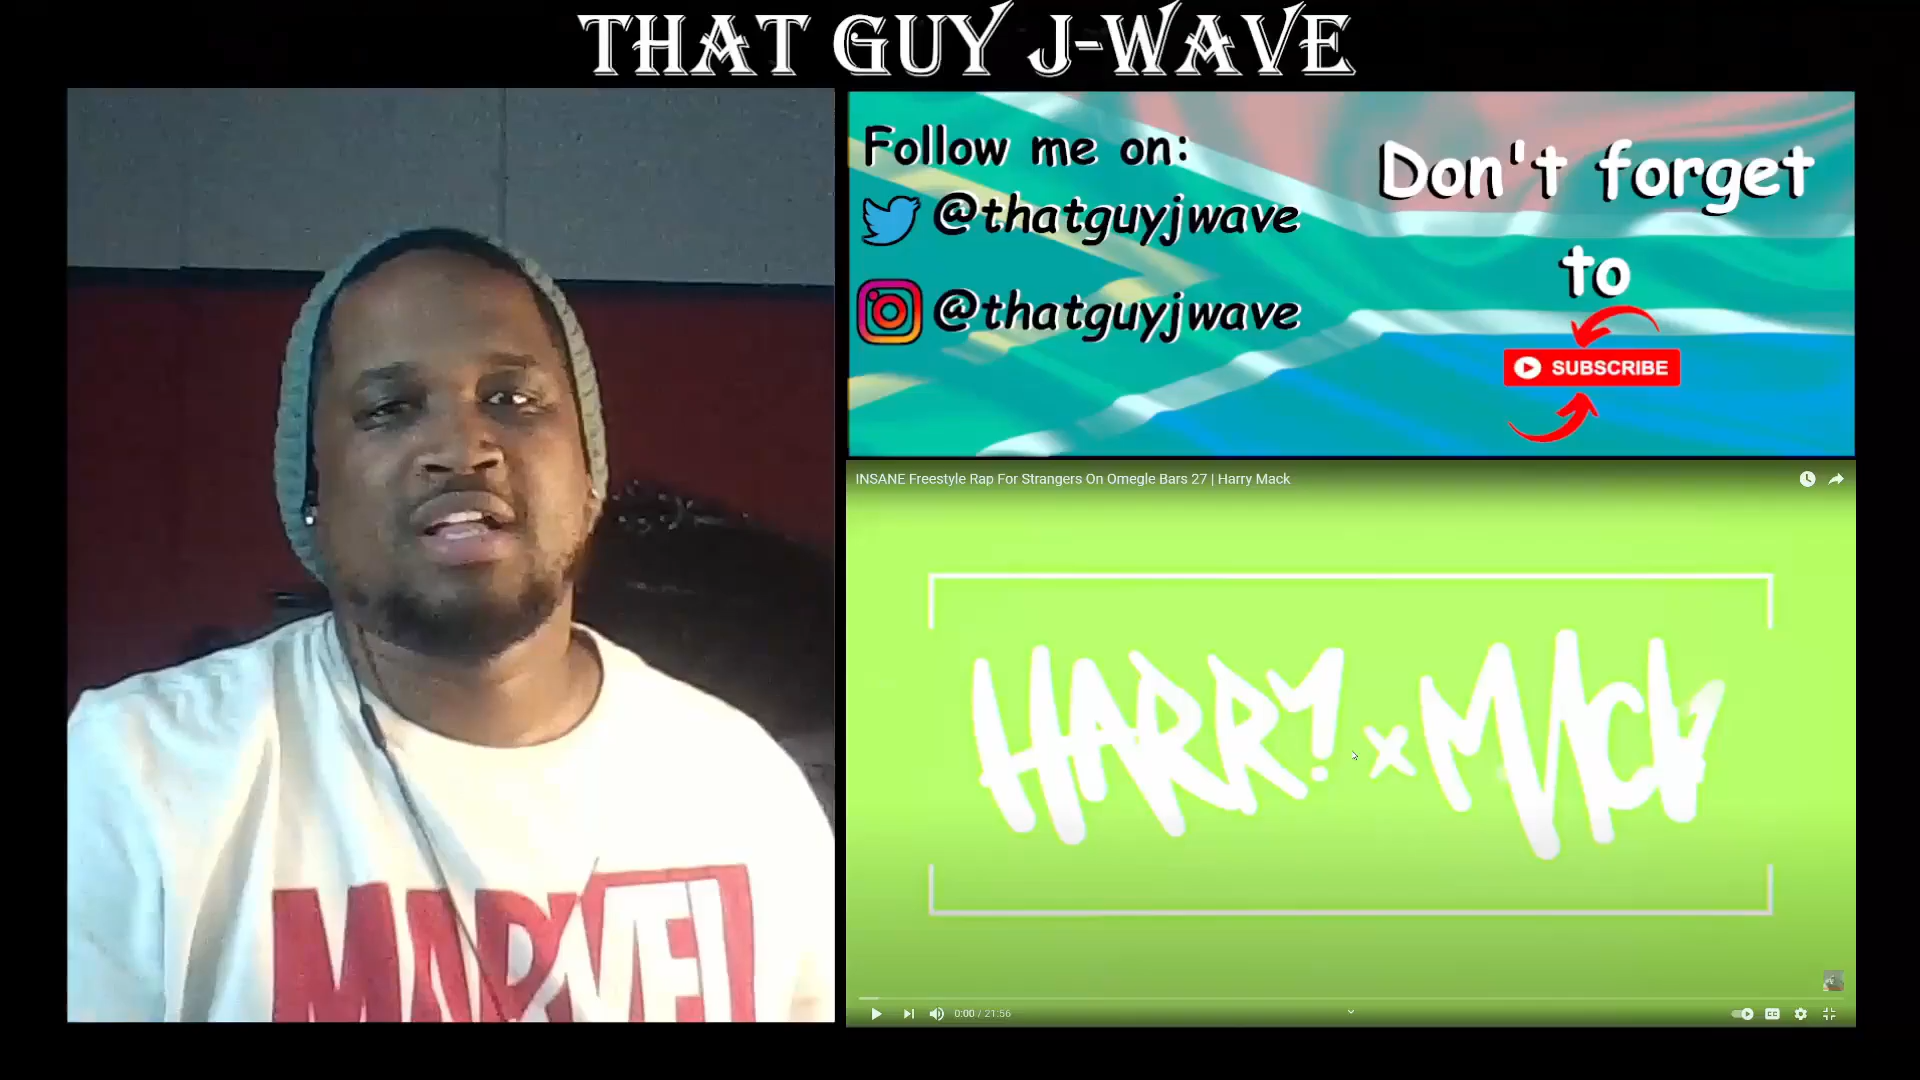 THAT GUY J-WAVE
Follow me on:
@thatguyjwave
@thatguyjwave
Don't forget
to
SUBSCRIBE
INSANE Freestyle Rap For Strangers On Omegle Bars 27 | Harry Mack
HARRY x MACK
0:00 / 21:56
CC
MARVEL